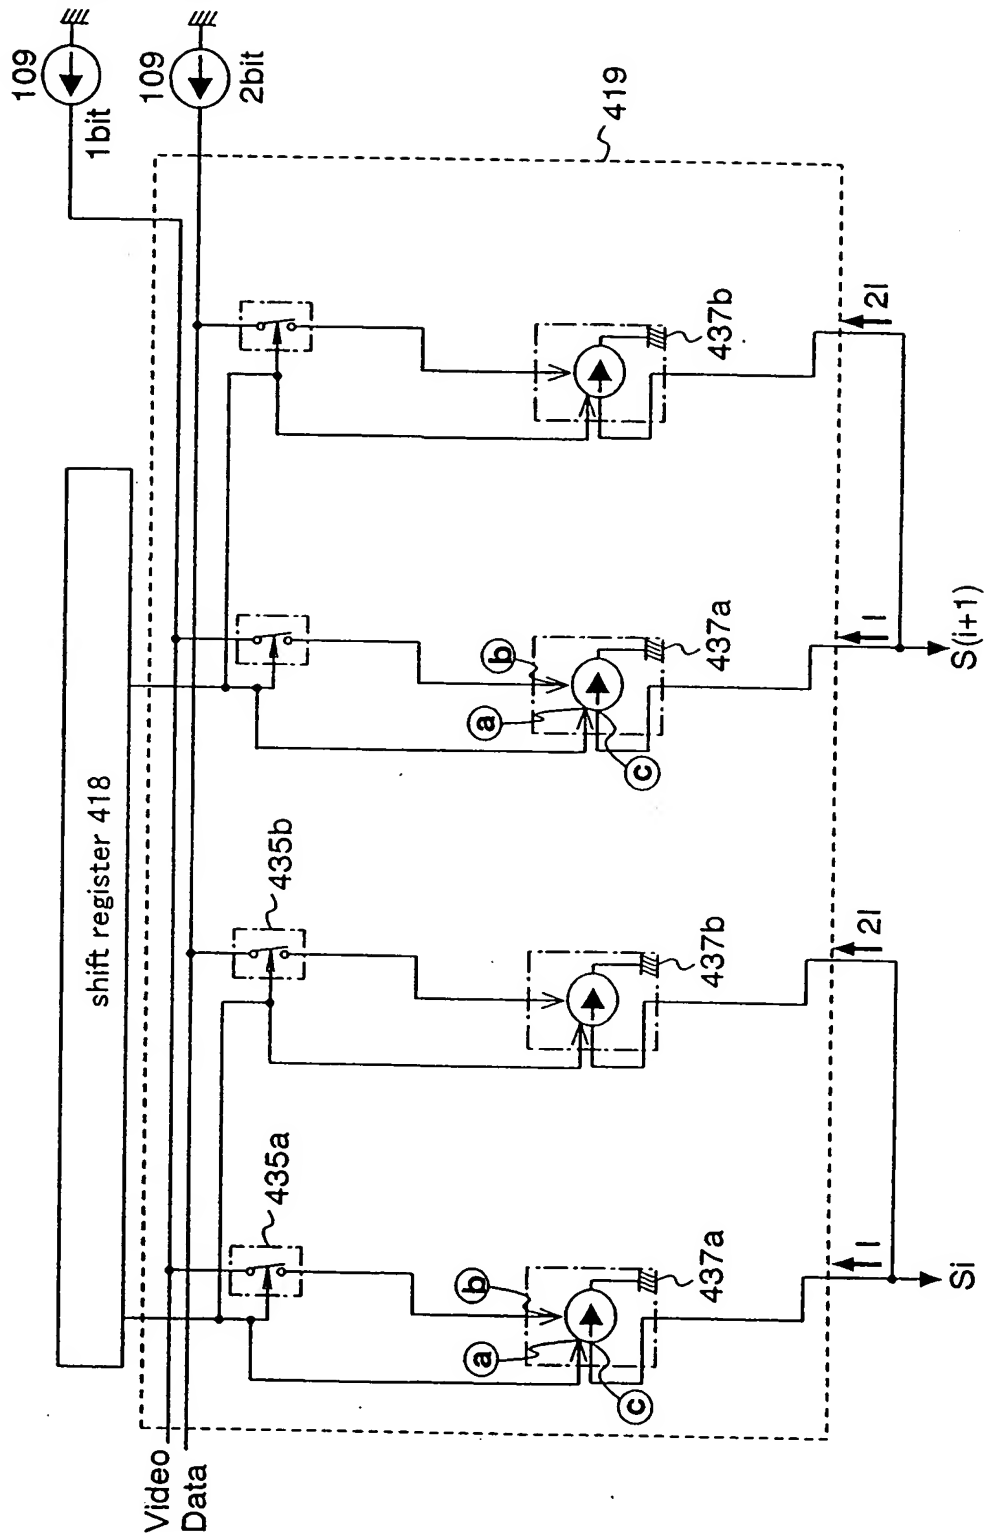 109
1bit
109
2bit
shift register 418
Video
Data
419
435a
435b
a
b
c
437a
437b
a
b
c
437a
437b
I
2I
I
2I
Si
S(i+1)